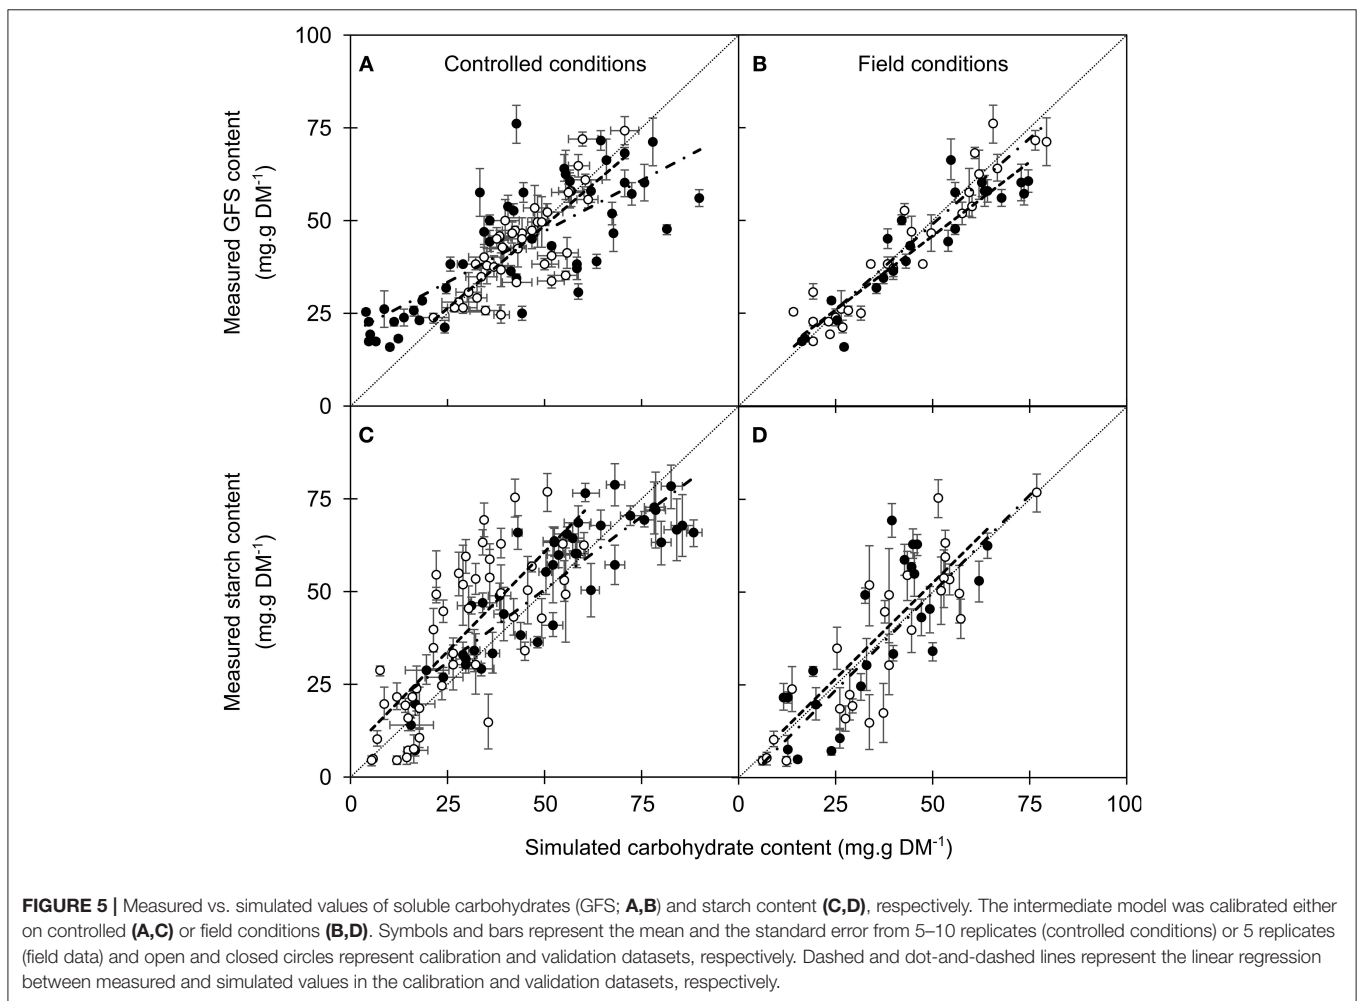 100
A
Controlled conditions
B
Field conditions
75
50
25
0
Measured GFS content
(mg.g DM-1)
C
D
75
50
25
0
Measured starch content
(mg.g DM-1)
0 25 50 75 0 25 50 75 100
Simulated carbohydrate content (mg.g DM-1)
FIGURE 5 | Measured vs. simulated values of soluble carbohydrates (GFS; A,B) and starch content (C,D), respectively. The intermediate model was calibrated either
on controlled (A,C) or field conditions (B,D). Symbols and bars represent the mean and the standard error from 5–10 replicates (controlled conditions) or 5 replicates
(field data) and open and closed circles represent calibration and validation datasets, respectively. Dashed and dot-and-dashed lines represent the linear regression
between measured and simulated values in the calibration and validation datasets, respectively.